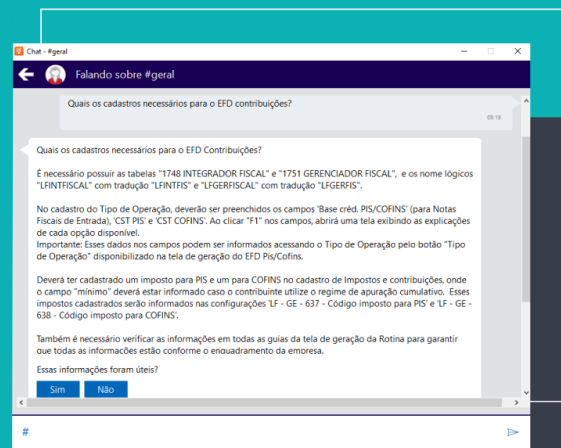 Chat - #geral
Falando sobre #geral
Quais os cadastros necessários para o EFD contribuições?
08:19
Quais os cadastros necessários para o EFD Contribuições?
É necessário possuir as tabelas "1748 INTEGRADOR FISCAL" e "1751 GERENCIADOR FISCAL", e os nome lógicos
"LFINTFISCAL" com tradução "LFINTFIS" e "LFGERFISCAL" com tradução "LFGERFIS".
No cadastro do Tipo de Operação, deverão ser preenchidos os campos 'Base créd. PIS/COFINS' (para Notas
Fiscais de Entrada), 'CST PIS' e 'CST COFINS'. Ao clicar "F1" nos campos, abrirá uma tela exibindo as explicações
de cada opção disponível.
Importante: Esses dados nos campos podem ser informados acessando o Tipo de Operação pelo botão "Tipo
de Operação" disponibilizado na tela de geração do EFD Pis/Cofins.
Deverá ter cadastrado um imposto para PIS e um para COFINS no cadastro de Impostos e contribuições, onde
o campo "mínimo" deverá estar informado caso o contribuinte utilize o regime de apuração cumulativo. Esses
impostos cadastrados serão informados nas configurações 'LF - GE - 637 - Código imposto para PIS' e 'LF - GE -
638 - Código imposto para COFINS'.
Também é necessário verificar as informações em todas as guias da tela de geração da Rotina para garantir
que todas as informações estão conforme o enquadramento da empresa.
Essas informações foram úteis?
Sim Não
#